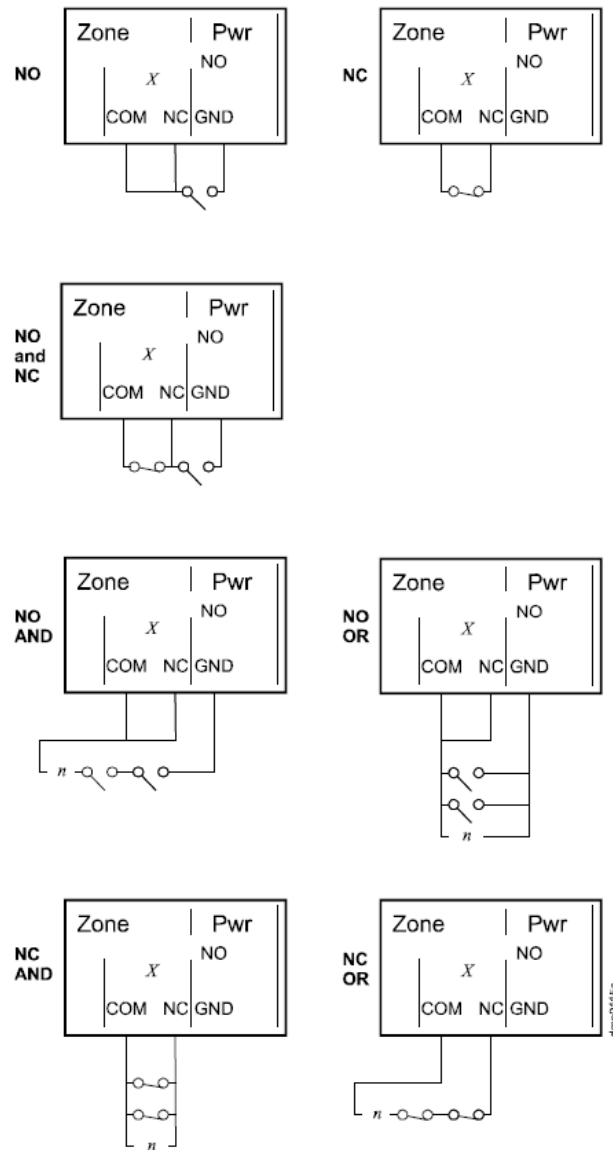 NO
Zone | Pwr
NO
X
COM NC GND
NC
Zone | Pwr
NO
X
COM NC GND
NO
and
NC
Zone | Pwr
NO
X
COM NC GND
NO
AND
Zone | Pwr
NO
X
COM NC GND
n
NO
OR
Zone | Pwr
NO
X
COM NC GND
n
NC
AND
Zone | Pwr
NO
X
COM NC GND
n
NC
OR
Zone | Pwr
NO
X
COM NC GND
n